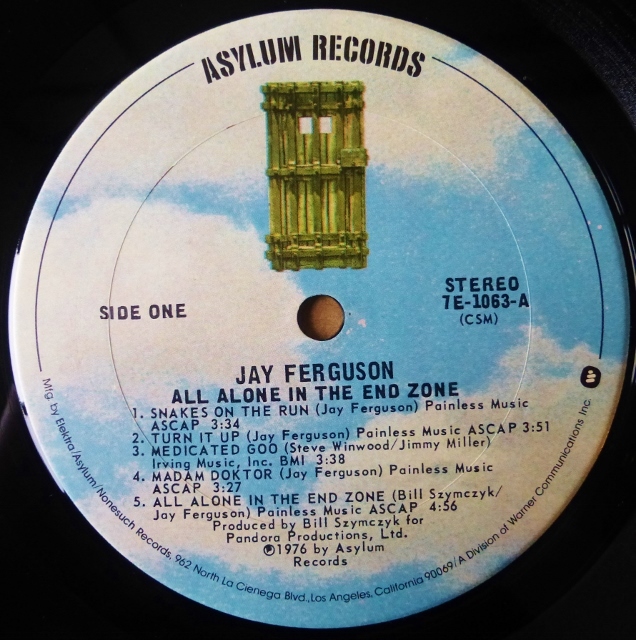 ASYLUM RECORDS
SIDE ONE
STEREO
7E-1063-A
(CSM)
JAY FERGUSON
ALL ALONE IN THE END ZONE
1. SNAKES ON THE RUN (Jay Ferguson) Painless Music
ASCAP 3:34
2. TURN IT UP (Jay Ferguson) Painless Music ASCAP 3:51
3. MEDICATED GOO (Steve Winwood/Jimmy Miller)
Irving Music, Inc. BMI 3:38
4. MADAM DOKTOR (Jay Ferguson) Painless Music
ASCAP 3:27
5. ALL ALONE IN THE END ZONE (Bill Szymczyk/
Jay Ferguson) Painless Music ASCAP 4:56
Produced by Bill Szymczyk for
Pandora Productions, Ltd.
℗1976 by Asylum
Records
Mfg. by Elektra/Asylum/Nonesuch Records, 962 North La Cienega Blvd., Los Angeles, California 90069/A Division of Warner Communications Inc.